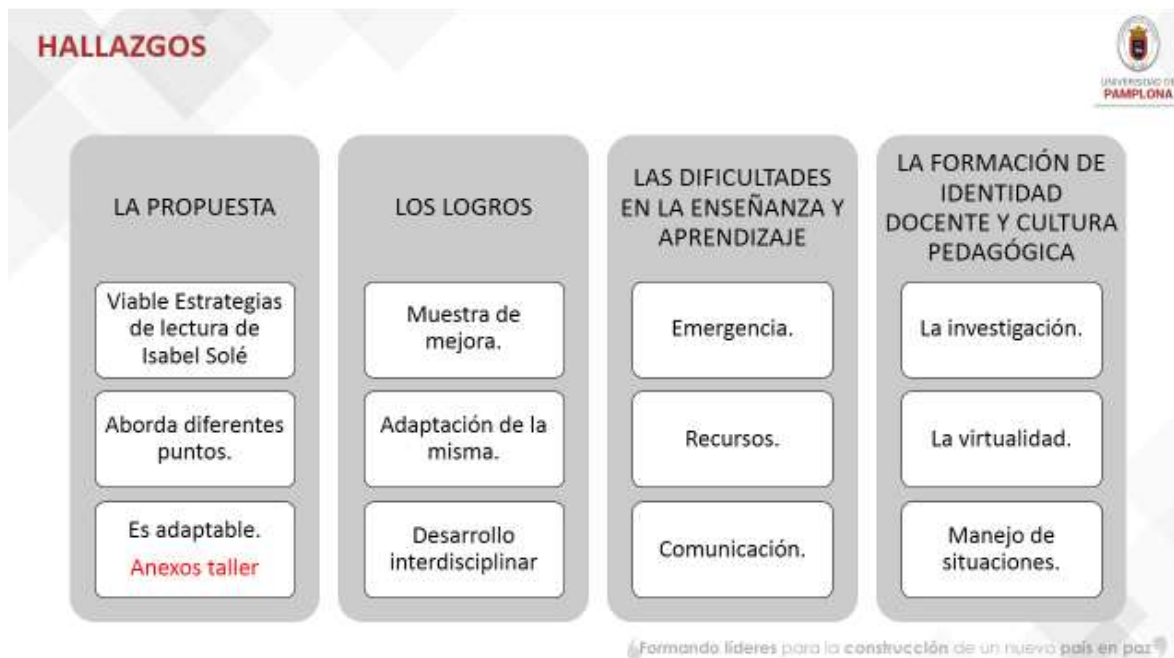 HALLAZGOS
UNIVERSIDAD DE
PAMPLONA
LA PROPUESTA
Viable Estrategias
de lectura de
Isabel Solé
Aborda diferentes
puntos.
Es adaptable.
Anexos taller
LOS LOGROS
Muestra de
mejora.
Adaptación de la
misma.
Desarrollo
interdisciplinar
LAS DIFICULTADES
EN LA ENSEÑANZA Y
APRENDIZAJE
Emergencia.
Recursos.
Comunicación.
LA FORMACIÓN DE
IDENTIDAD
DOCENTE Y CULTURA
PEDAGÓGICA
La investigación.
La virtualidad.
Manejo de
situaciones.
"Formando líderes para la construcción de un nuevo país en paz"